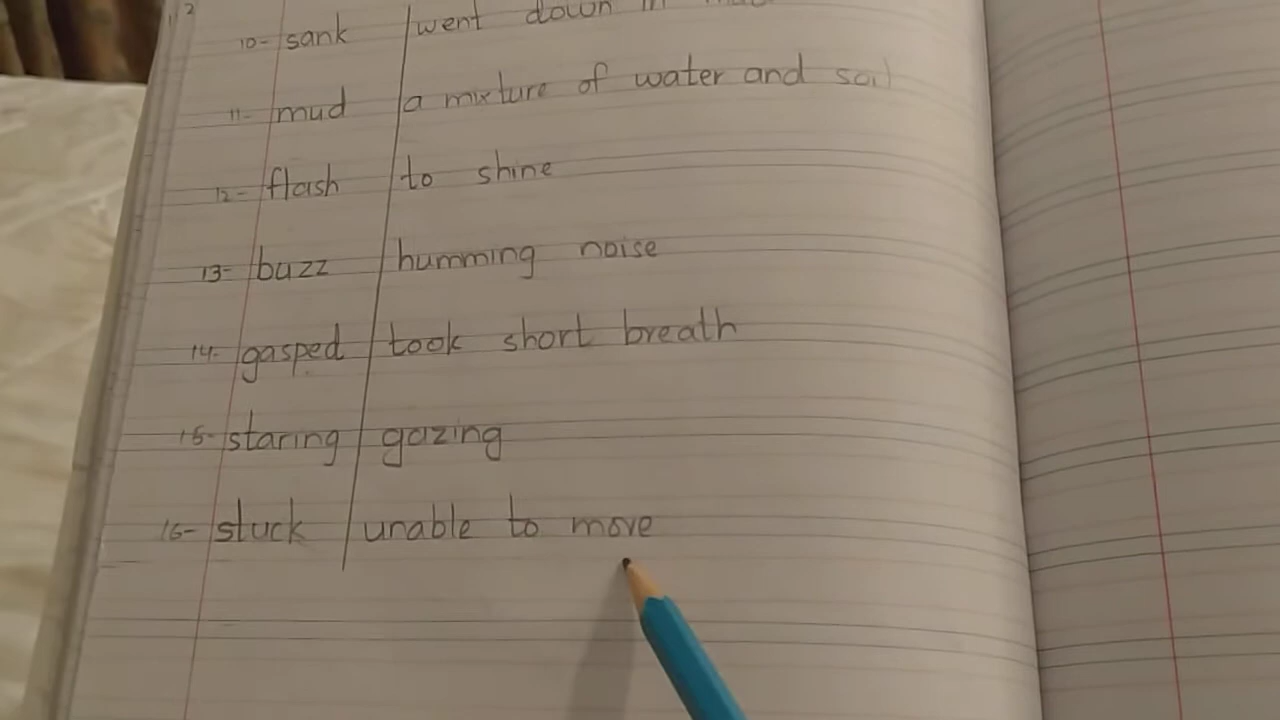 10- sank went down in
11- mud a mixture of water and soil
12- flash to shine
13- buzz humming noise
14- gasped took short breath
15- staring gazing
16- stuck unable to move